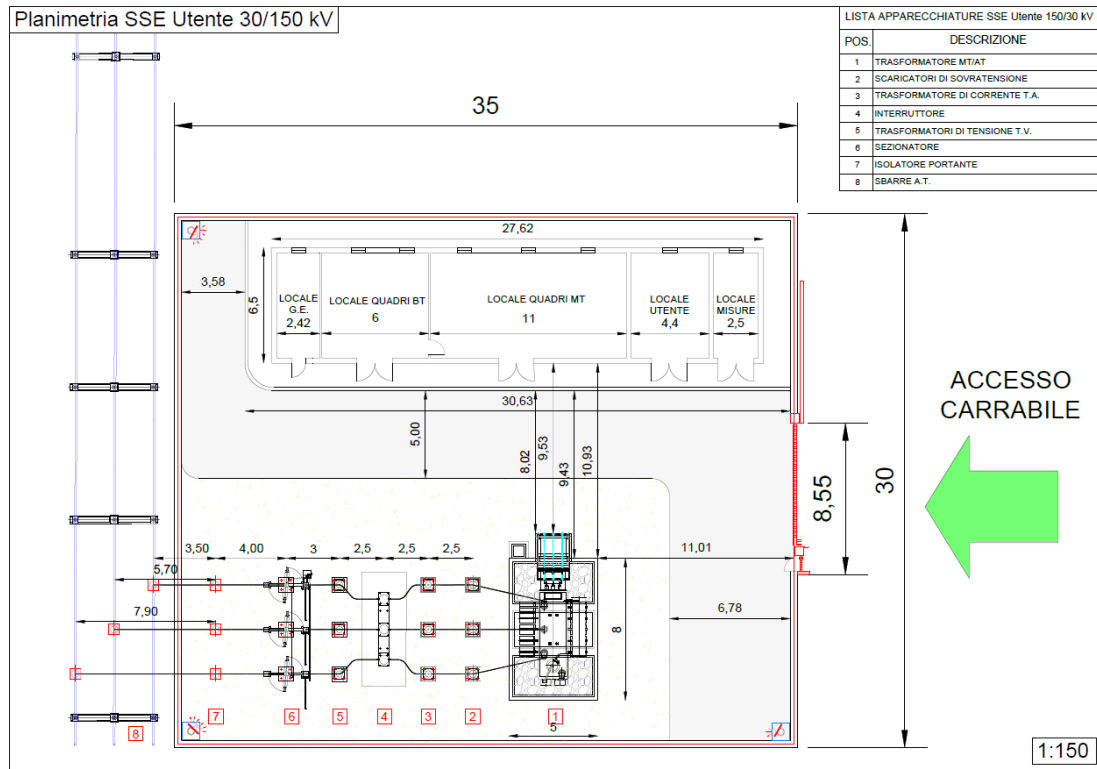 Planimetria SSE Utente 30/150 kV
LISTA APPARECCHIATURE SSE Utente 150/30 kV
POS. DESCRIZIONE
1 TRASFORMATORE MT/AT
2 SCARICATORI DI SOVRATENSIONE
3 TRASFORMATORE DI CORRENTE T.A.
4 INTERRUTTORE
5 TRASFORMATORI DI TENSIONE T.V.
6 SEZIONATORE
7 ISOLATORE PORTANTE
8 SBARRE A.T.
35
27,62
3,58
6,5
LOCALE
G.E.
2,42
LOCALE QUADRI BT
6
LOCALE QUADRI MT
11
LOCALE
UTENTE
4,4
LOCALE
MISURE
2,5
30,63
5,00
8,02
9,53
9,43
10,93
ACCESSO
CARRABILE
8,55
30
3,50 4,00 3 2,5 2,5 2,5
11,01
5,70
7,90
6,78
8
7 6 5 4 3 2 1
5
8
1:150